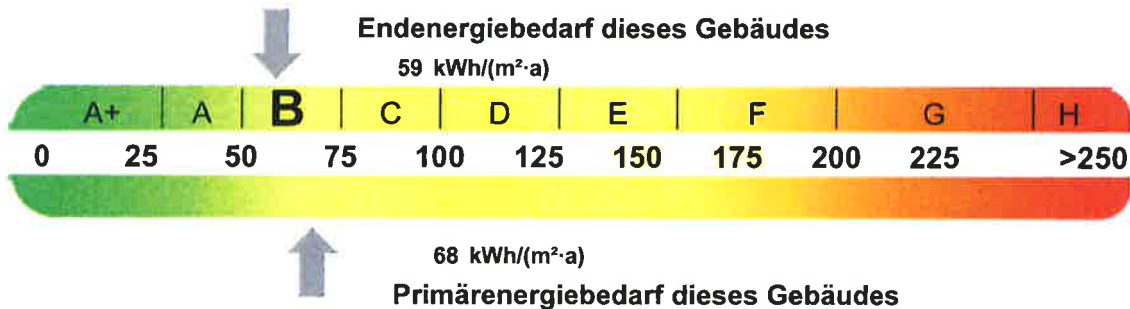 Endenergiebedarf dieses Gebäudes
59 kWh/(m²·a)
A+ A B C D E F G H
0 25 50 75 100 125 150 175 200 225 >250
68 kWh/(m²·a)
Primärenergiebedarf dieses Gebäudes